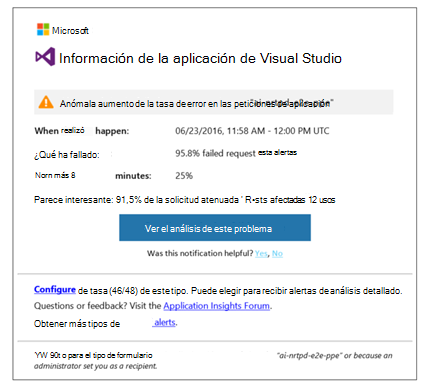 Microsoft
Información de la aplicación de Visual Studio
Anómala aumento de la tasa de error en las peticiones de aplicación
When realizó happen: 06/23/2016, 11:58 AM - 12:00 PM UTC
¿Qué ha fallado: 95.8% failed request esta alertas
Norn más 8 minutes: 25%
Parece interesante: 91,5% de la solicitud atenuada ' R•sts afectadas 12 usos
Ver el análisis de este problema
Was this notification helpful? Yes, No
Configure de tasa (46/48) de este tipo. Puede elegir para recibir alertas de análisis detallado.
Questions or feedback? Visit the Application Insights Forum.
Obtener más tipos de alerts.
YW 90t o para el tipo de formulario "ai-nrtpd-e2e-ppe" or because an
administrator set you as a recipient.